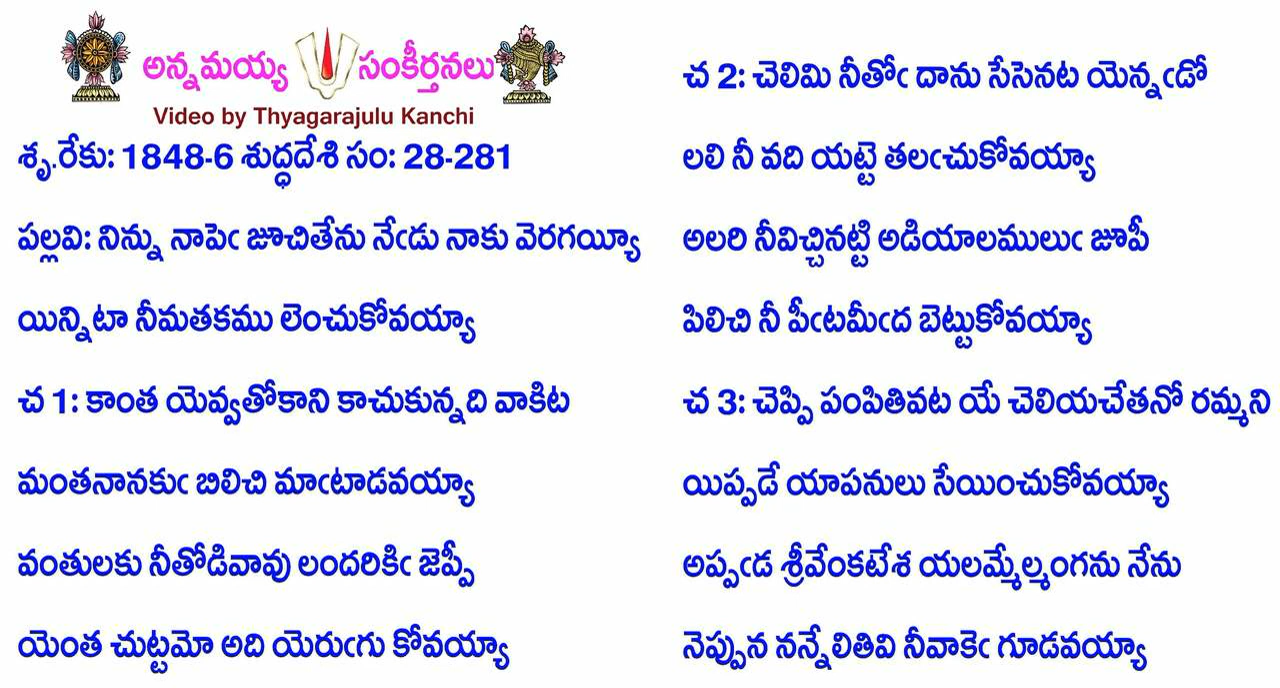 అన్నమయ్య సంకీర్తనలు
Video by Thyagarajulu Kanchi
శృ.రేకు: 1848-6 శుద్ధదేశి సం: 28-281
పల్లవి: నిన్ను నాపెఁ జూచితేను నేఁడు నాకు వెరగయ్యీ
యిన్నిటా నీమతకము లెంచుకోవయ్యా
చ 1: కాంత యెవ్వతోకాని కాచుకున్నది వాకిట
మంతనానకుఁ బిలిచి మాఁటాడవయ్యా
వంతులకు నీతోడివావు లందరికిఁ జెప్పీ
యెంత చుట్టమో అది యెరుఁగు కోవయ్యా
చ 2: చెలిమి నీతోఁ దాను సేసెనట యెన్నఁడో
లలి నీ వది యట్టె తలఁచుకోవయ్యా
అలరి నీవిచ్చినట్టి అడియాలములుఁ జూపీ
పిలిచి నీ పీఁటమీఁద బెట్టుకోవయ్యా
చ 3: చెప్పి పంపితివట యే చెలియచేతనో రమ్మని
యిప్పడే యాపనులు సేయించుకోవయ్యా
అప్పఁడ శ్రీవేంకటేశ యలమ్మేల్మంగను నేను
నెప్పున నన్నేలితివి నీవాకెఁ గూడవయ్యా